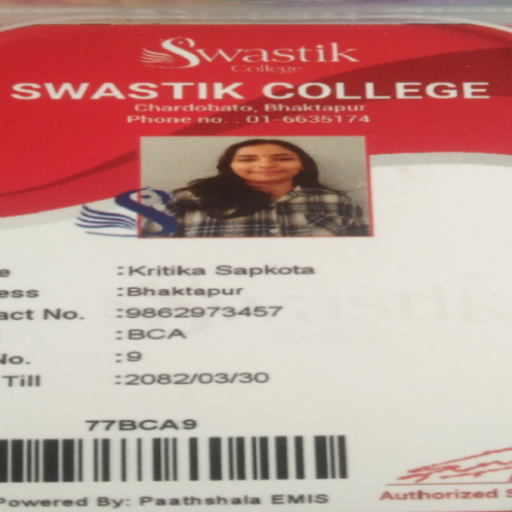 Swastik
College
SWASTIK COLLEGE
Chardobato, Bhaktapur
Phone no. : 01-6635174
e :Kritika Sapkota
ess :Bhaktapur
act No. :9862973457
:BCA
No. :9
Till :2082/03/30
77BCA9
Powered By: Paathshala EMIS
Authorized S